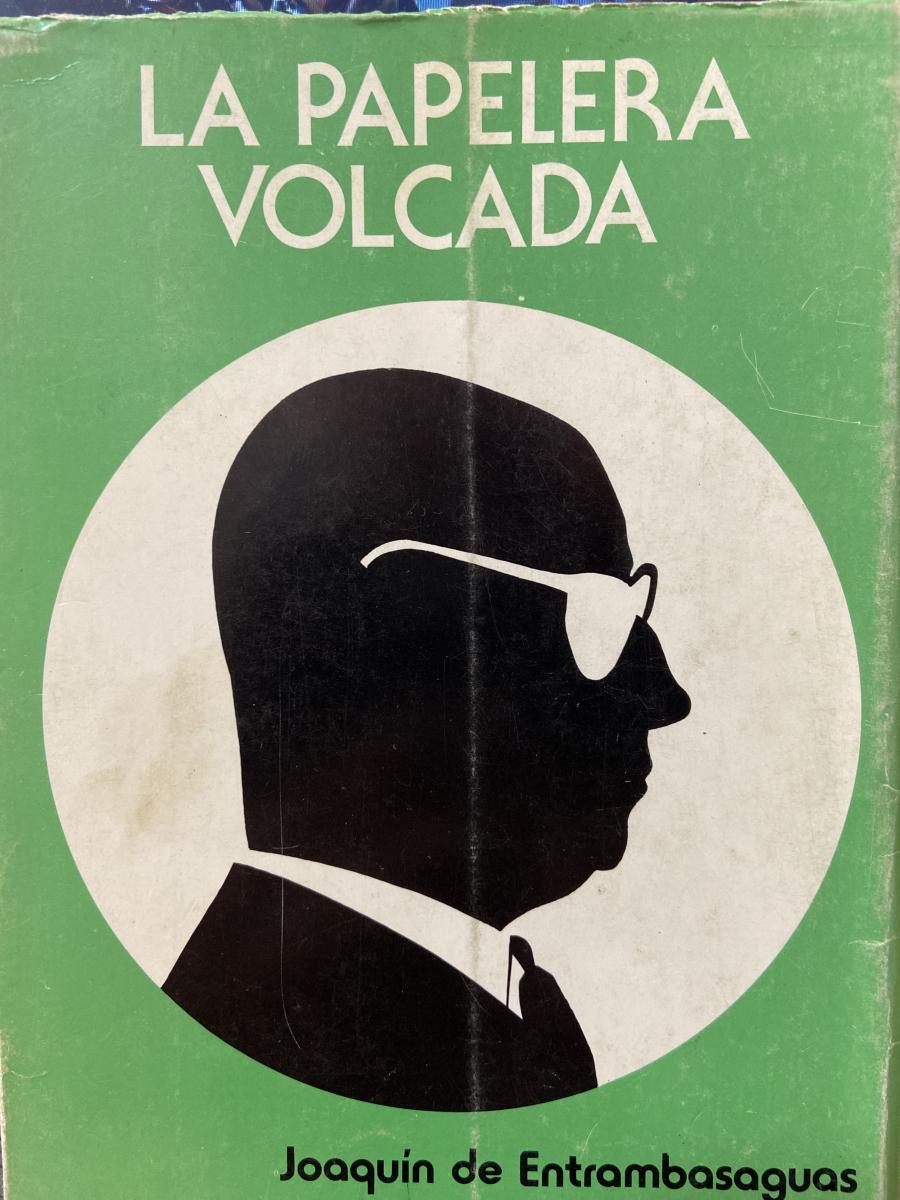 LA PAPELERA
VOLCADA
Joaquín de Entrambasaguas